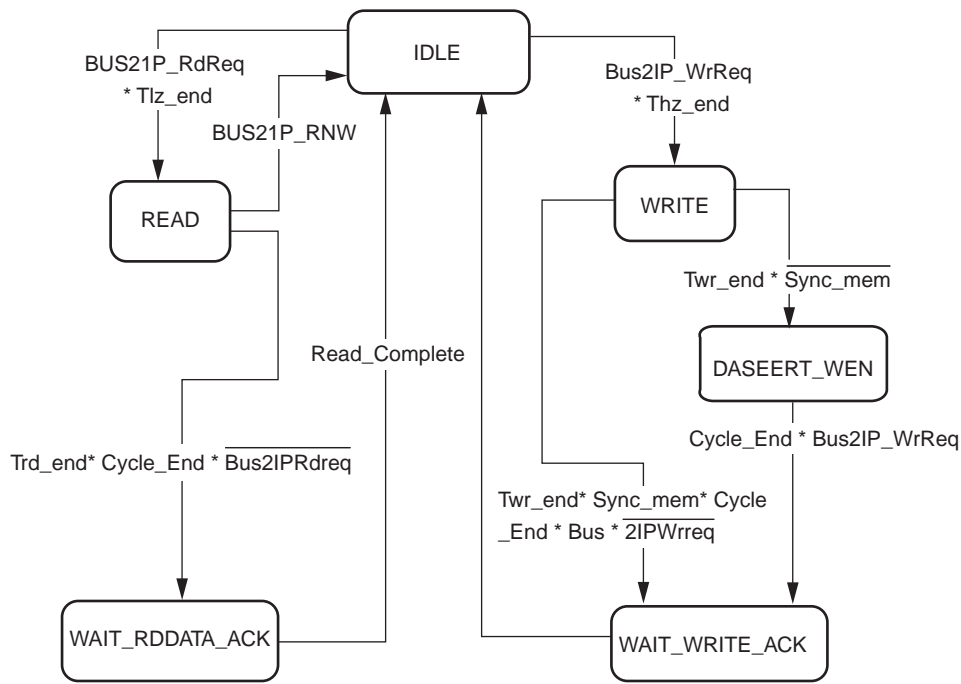 IDLE
BUS21P_RdReq
* Tlz_end
Bus2IP_WrReq
* Thz_end
BUS21P_RNW
READ
WRITE
Twr_end * Sync_mem
Read_Complete
DASEERT_WEN
Cycle_End * Bus2IP_WrReq
Trd_end* Cycle_End * Bus2IPRdreq
Twr_end* Sync_mem* Cycle
_End * Bus * 2IPWrreq
WAIT_RDDATA_ACK
WAIT_WRITE_ACK